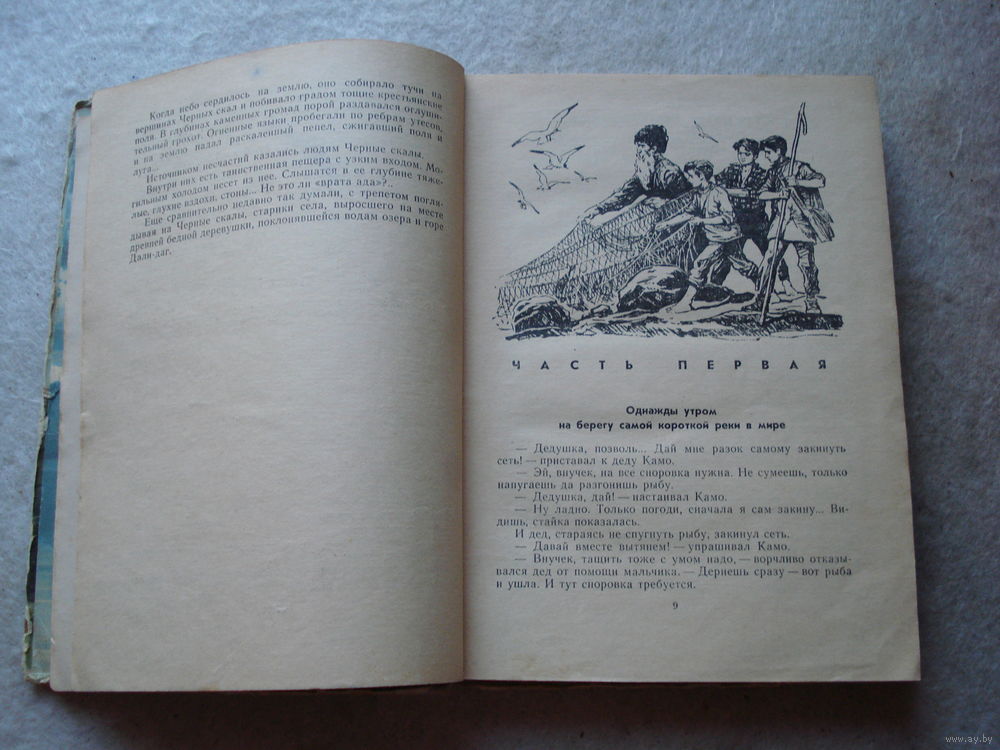 Когда небо сердилось на землю, оно собирало тучи на
вершинах Черных скал и побивало градом тощие крестьянские
поля. В глубинах каменных громад порой раздавался оглуши-
тельный грохот. Огненные языки пробегали по ребрам утесов,
и на землю падал раскаленный пепел, сжигавший поля и
луга...
Источником несчастий казались людям Черные скалы.
Внутри них есть таинственная пещера с узким входом. Мо-
гильным холодом несет из нее. Слышатся в ее глубине тяже-
лые, глухие вздохи, стоны... Не это ли «врата ада»?..
Еще сравнительно недавно так думали, с трепетом погля-
дывая на Черные скалы, старики села, выросшего на месте
древней бедной деревушки, поклонявшейся водам озера и горе
Дали-даг.
ЧАСТЬ ПЕРВАЯ
Однажды утром
на берегу самой короткой реки в мире
— Дедушка, позволь... Дай мне разок самому закинуть
сеть! — приставал к деду Камо.
— Эй, внучек, на все сноровка нужна. Не сумеешь, только
напугаешь да разгонишь рыбу.
— Дедушка, дай! — настаивал Камо.
— Ну ладно. Только погоди, сначала я сам закину... Ви-
дишь, стайка показалась.
И дед, стараясь не спугнуть рыбу, закинул сеть.
— Давай вместе вытянем! — упрашивал Камо.
— Внучек, тащить тоже с умом надо, — ворчливо отказы-
вался дед от помощи мальчика. — Дернешь сразу — вот рыба
и ушла. И тут сноровка требуется.
9
www.ay.by